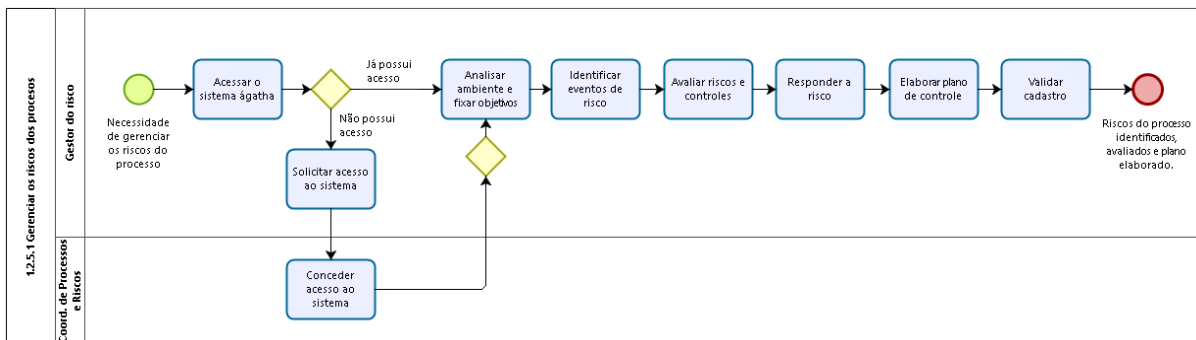 1.2.5.1 Gerenciar os riscos dos procesos
Gestor do risco
Necessidade
de gerenciar
os riscos do
processo
Acessar o
sistema ágatha
Já possui
acesso
Não possui
acesso
Solicitar acesso
ao sistema
Analisar
ambiente e
fixar objetivos
Identificar
eventos de
risco
Avaliar riscos e
controles
Responder a
risco
Elaborar plano
de controle
Validar
cadastro
Riscos do processo
identificados,
avaliados e plano
elaborado.
Coord. de Processos
e Riscos
Conceder
acesso ao
sistema